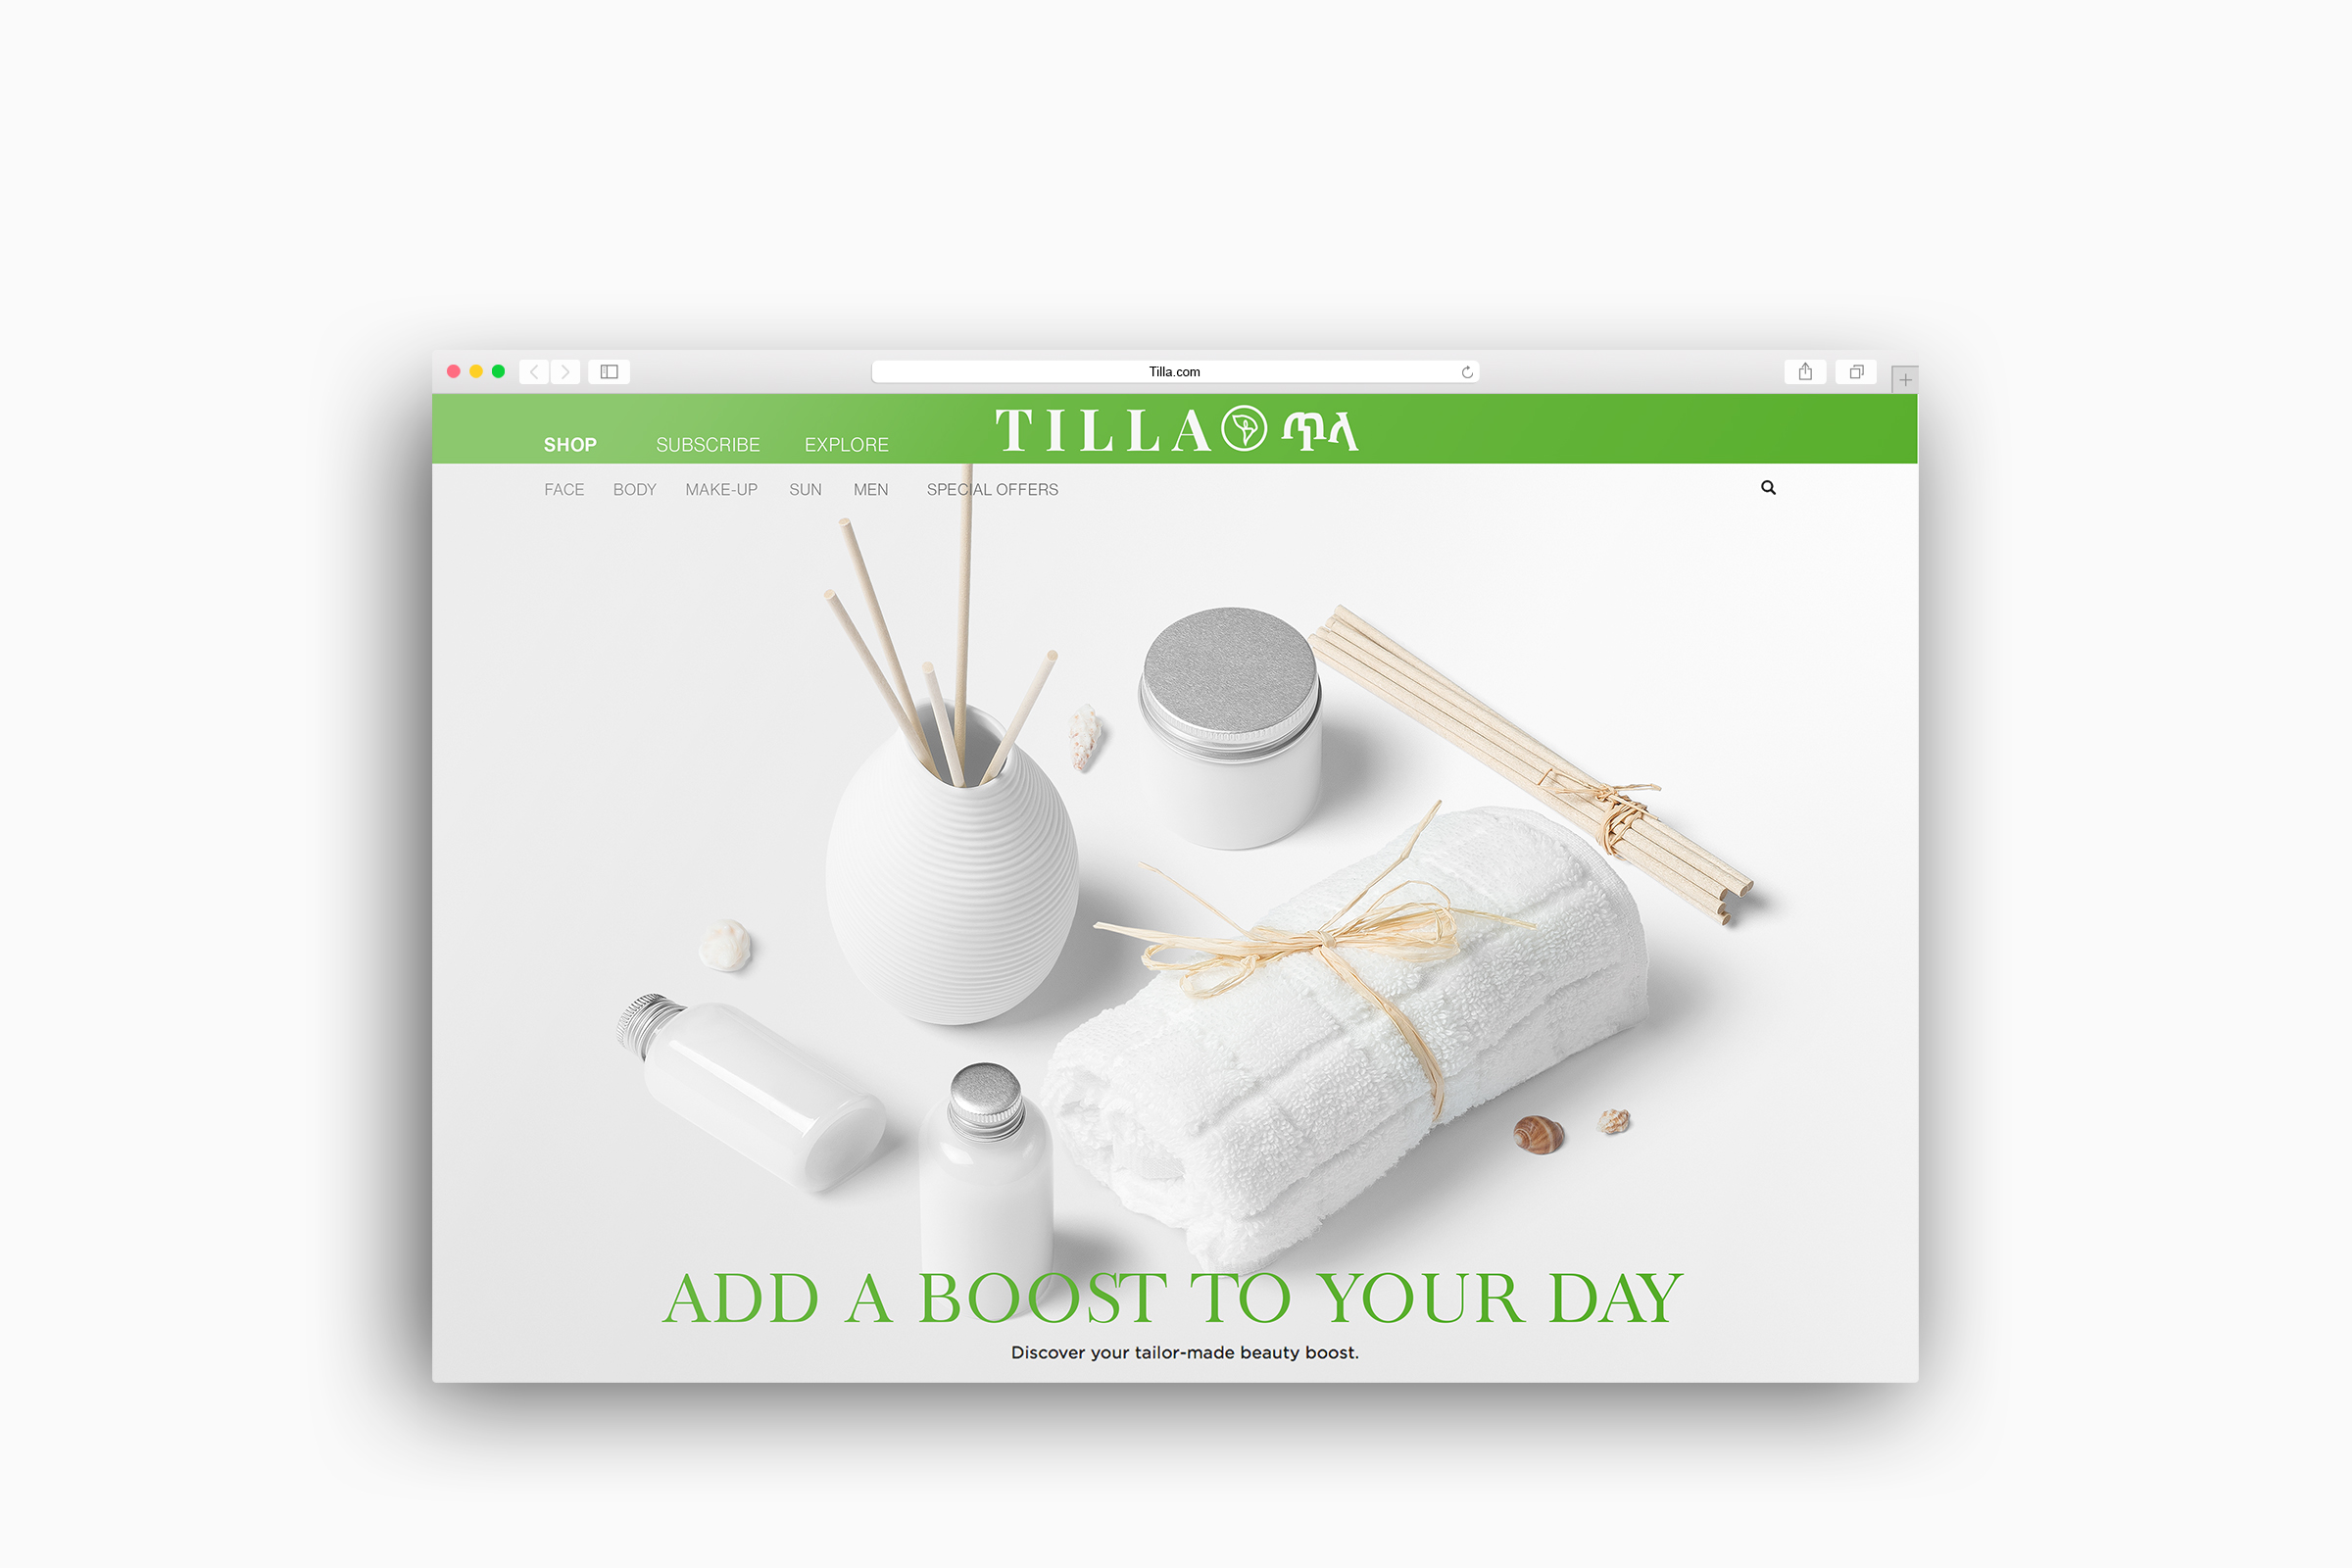 Tilla.com
TILLA ጥላ
SHOP SUBSCRIBE EXPLORE
FACE BODY MAKE-UP SUN MEN SPECIAL OFFERS
ADD A BOOST TO YOUR DAY
Discover your tailor-made beauty boost.